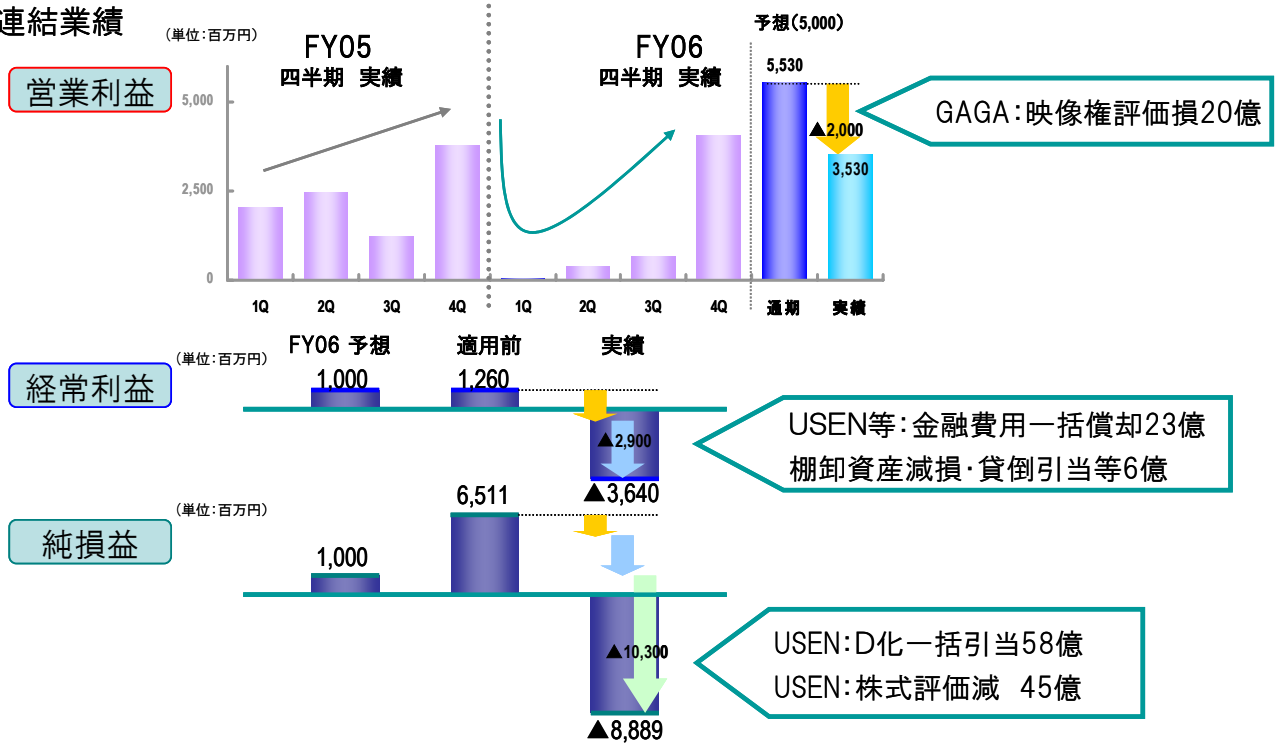 連結業績
(単位:百万円)
FY05
四半期 実績
FY06
四半期 実績
予想(5,000)
営業利益
5,000
2,500
0
5,530
▲2,000
3,530
GAGA:映像権評価損20億
1Q
2Q
3Q
4Q
1Q
2Q
3Q
4Q
通期
実績
(単位:百万円)
FY06 予想
適用前
実績
経常利益
1,000
1,260
▲2,900
▲3,640
USEN等:金融費用一括償却23億
棚卸資産減損・貸倒引当等6億
(単位:百万円)
純損益
1,000
6,511
▲10,300
▲8,889
USEN:D化一括引当58億
USEN:株式評価減 45億